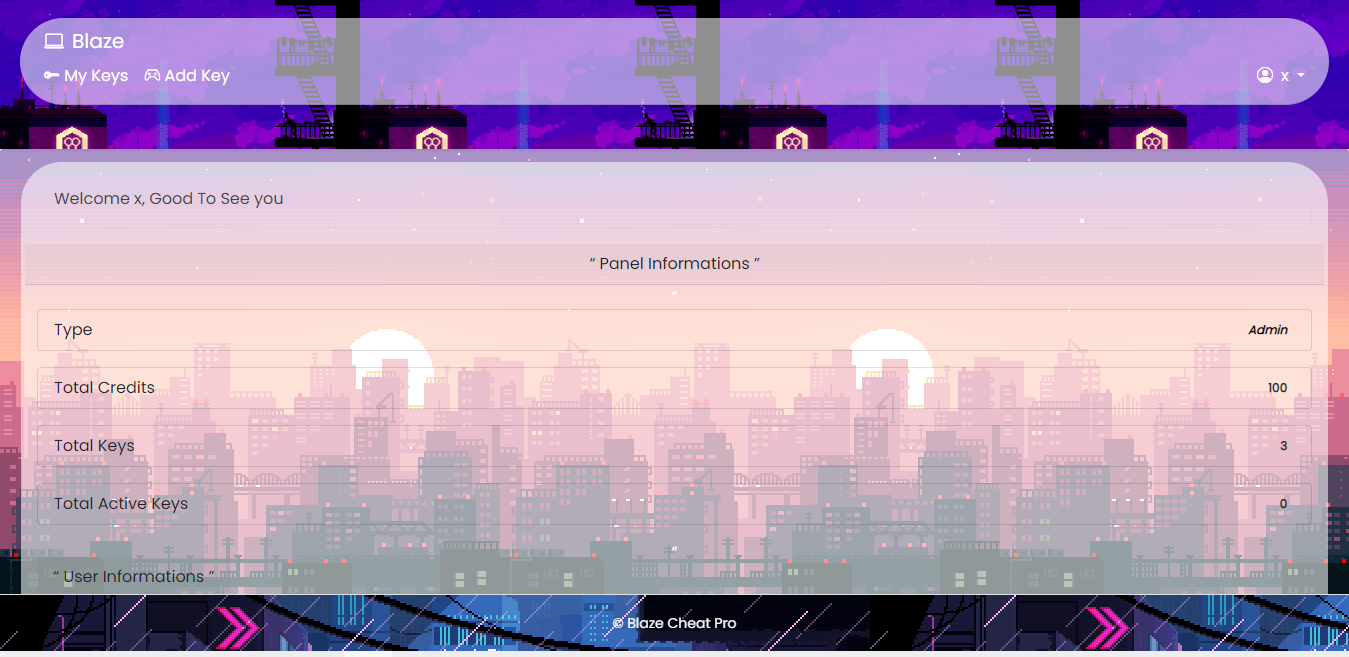 Blaze
My Keys Add Key x
Welcome x, Good To See you
“ Panel Informations ”
“
Type Admin
Total Credits 100
Total Keys 3
Total Active Keys 0
“
“ User Informations ”
© Blaze Cheat Pro